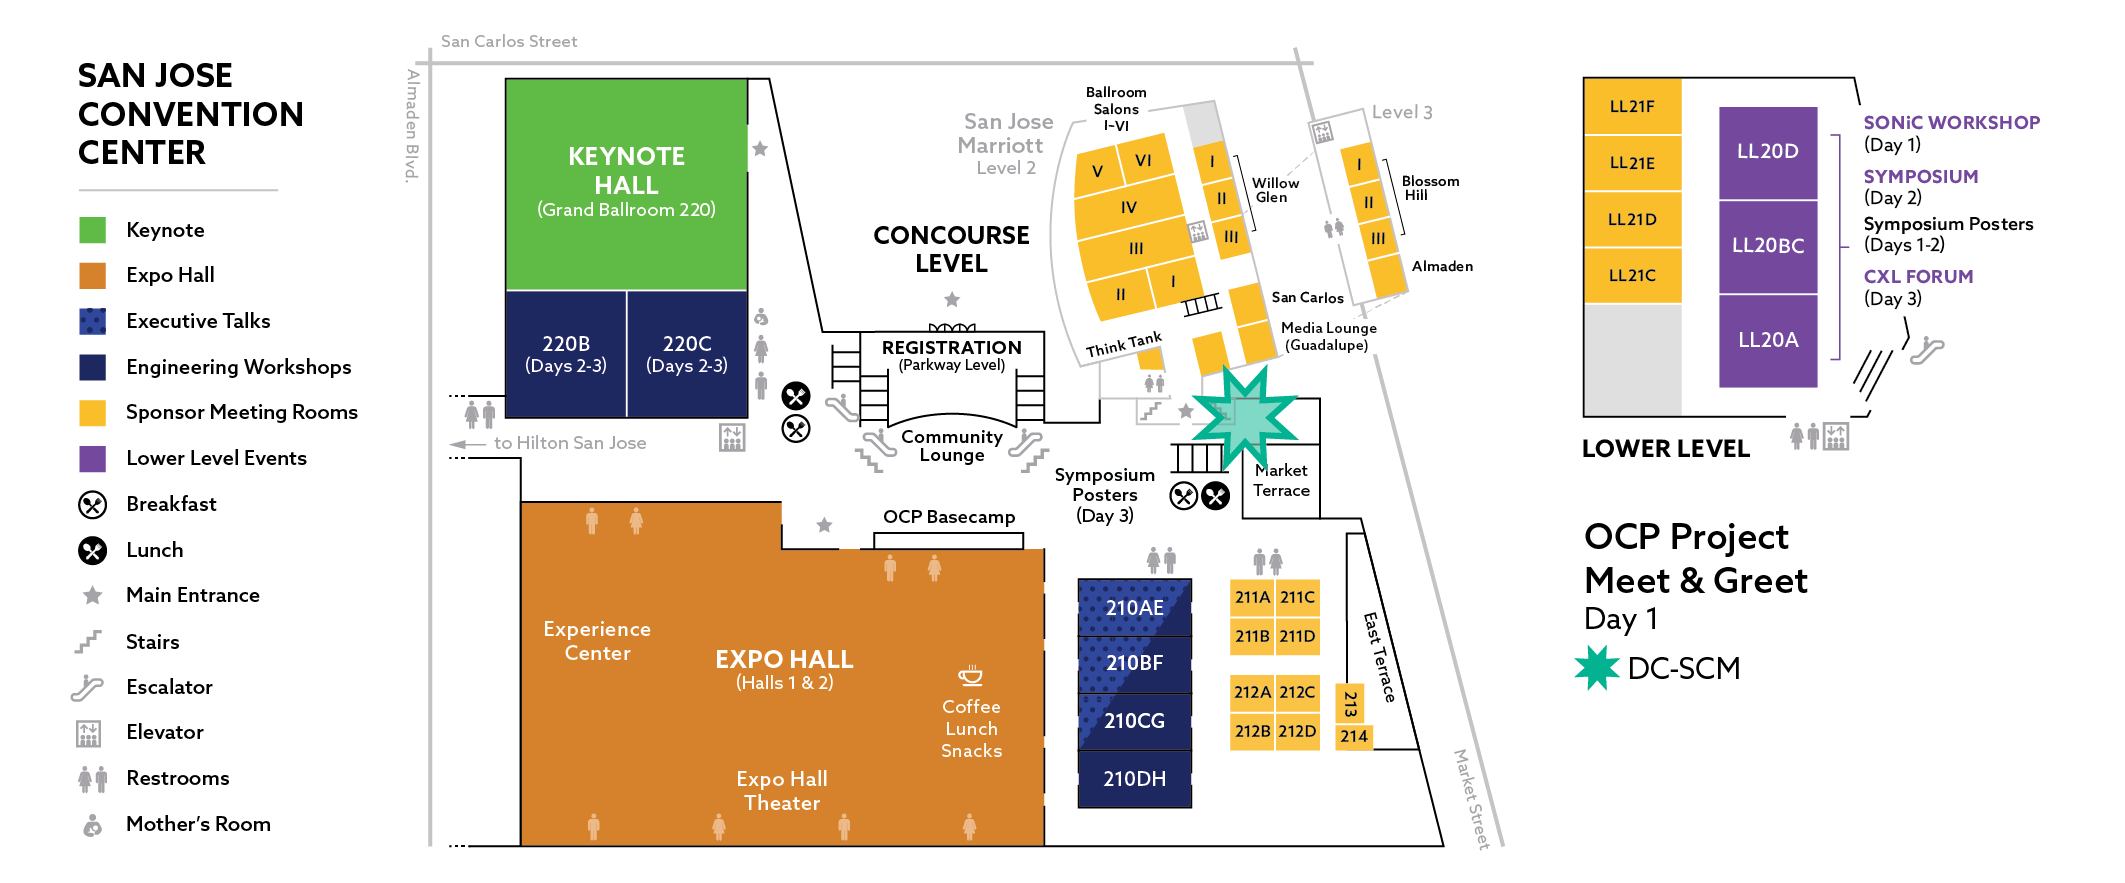 SAN JOSE
CONVENTION
CENTER
Keynote
Expo Hall
Executive Talks
Engineering Workshops
Sponsor Meeting Rooms
Lower Level Events
Breakfast
Lunch
Main Entrance
Stairs
Escalator
Elevator
Restrooms
Mother's Room
San Carlos Street
Almaden Blvd.
KEYNOTE
HALL
(Grand Ballroom 220)
220B
(Days 2-3)
220C
(Days 2-3)
to Hilton San Jose
CONCOURSE
LEVEL
REGISTRATION
(Parkway Level)
Community
Lounge
San Jose
Marriott
Level 2
Ballroom
Salons
I-VI
V
VI
IV
III
II
I
I
II
III
Willow
Glen
Level 3
I
II
III
Blossom
Hill
Almaden
San Carlos
Media Lounge
(Guadalupe)
Think Tank
Symposium
Posters
(Day 3)
Market
Terrace
OCP Basecamp
Experience
Center
EXPO HALL
(Halls 1 & 2)
Coffee
Lunch
Snacks
Expo Hall
Theater
210AE
210BF
210CG
210DH
211A
211C
211B
211D
212A
212C
212B
212D
213
214
East Terrace
Market Street
LL21F
LL21E
LL21D
LL21C
LL20D
LL20BC
LL20A
SONiC WORKSHOP
(Day 1)
SYMPOSIUM
(Day 2)
Symposium Posters
(Days 1-2)
CXL FORUM
(Day 3)
LOWER LEVEL
OCP Project
Meet & Greet
Day 1
DC-SCM